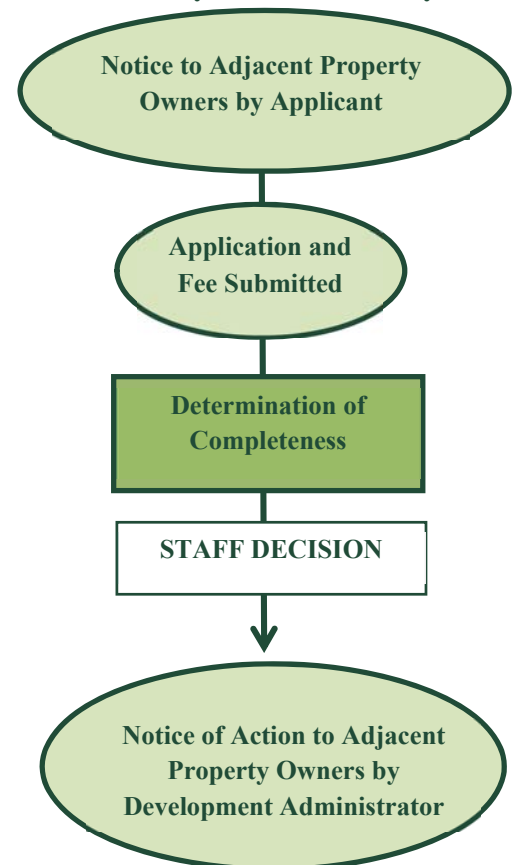 Notice to Adjacent Property
Owners by Applicant
Application and
Fee Submitted
Determination of
Completeness
STAFF DECISION
Notice of Action to Adjacent
Property Owners by
Development Administrator